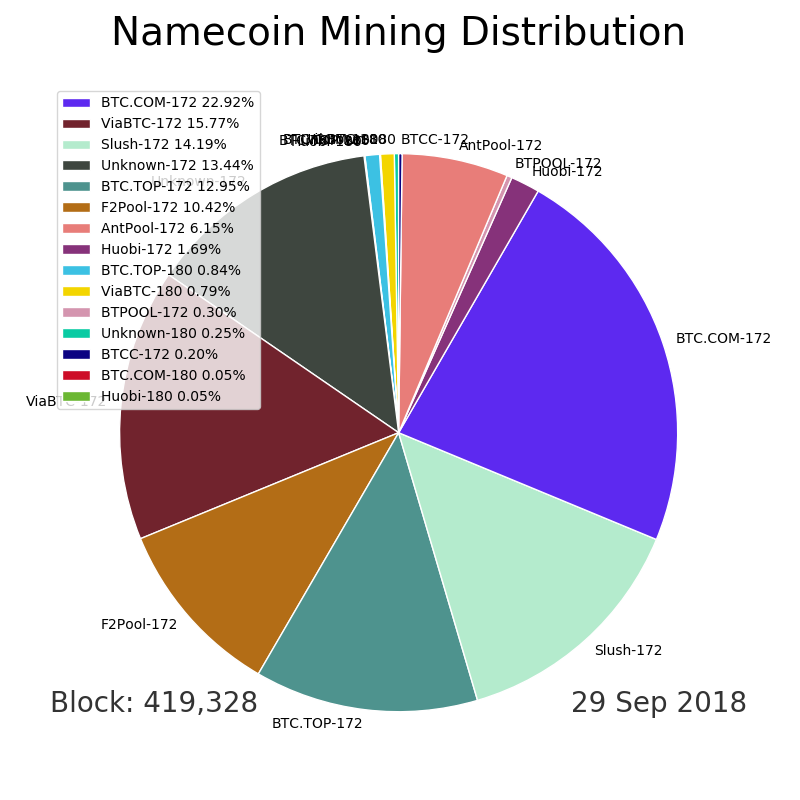 Namecoin Mining Distribution
BTC.COM-172 22.92%
ViaBTC-172 15.77%
Slush-172 14.19%
Unknown-172 13.44%
BTC.TOP-172 12.95%
F2Pool-172 10.42%
AntPool-172 6.15%
Huobi-172 1.69%
BTC.TOP-180 0.84%
ViaBTC-180 0.79%
BTPOOL-172 0.30%
Unknown-180 0.25%
BTCC-172 0.20%
BTC.COM-180 0.05%
Huobi-180 0.05%
BTCC-172
AntPool-172
BTPOOL-172
Huobi-172
Unknown-172
BTC.COM-172
ViaBTC-172
F2Pool-172
Slush-172
BTC.TOP-172
Block: 419,328
29 Sep 2018